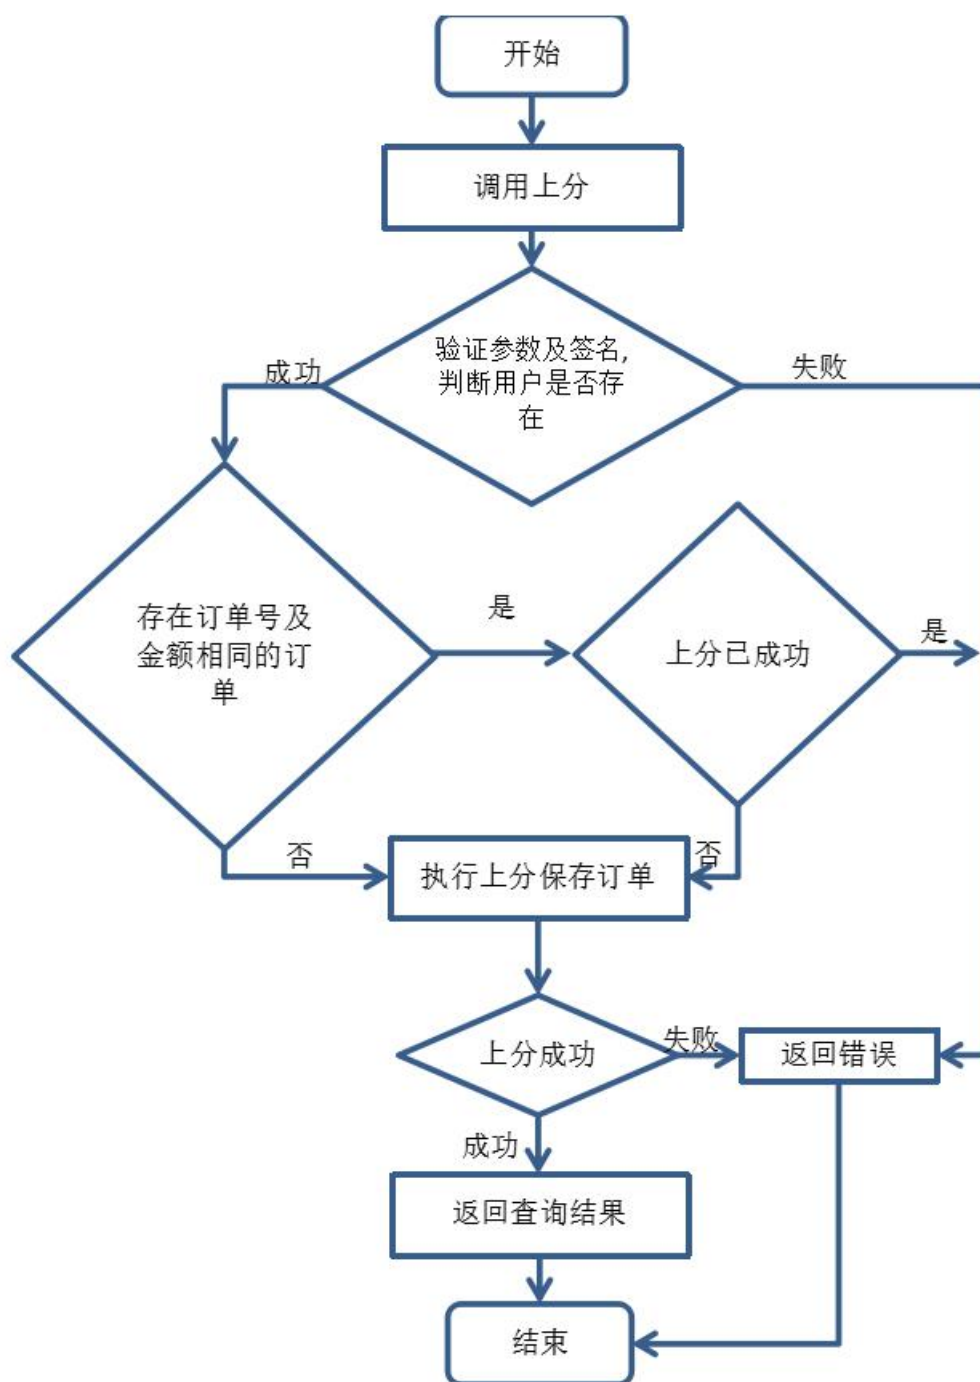 开始
调用上分
验证参数及签名,
判断用户是否存
在
成功
失败
存在订单号及
金额相同的订
单
是
上分已成功
是
否
执行上分保存订单
否
上分成功
失败
返回错误
成功
返回查询结果
结束